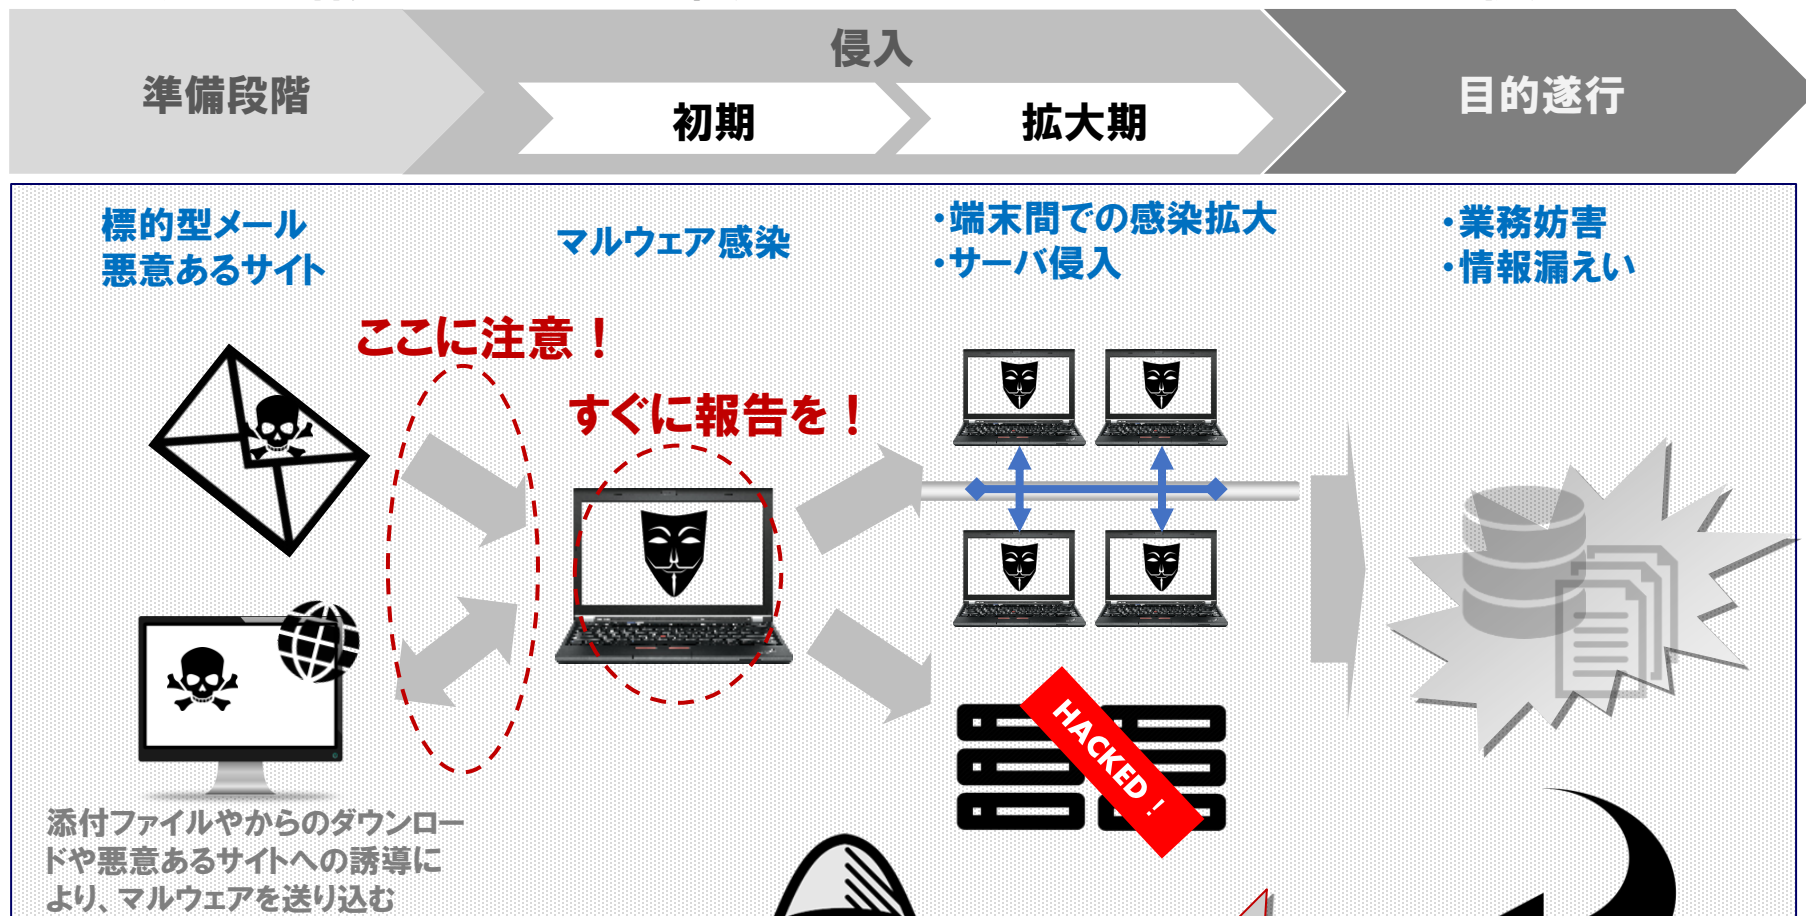 準備段階
侵入
初期
拡大期
目的遂行
標的型メール
悪意あるサイト
マルウェア感染
・端末間での感染拡大
・サーバ侵入
・業務妨害
・情報漏えい
ここに注意！
すぐに報告を！
HACKED！
添付ファイルやからのダウンロー
ドや悪意あるサイトへの誘導に
より、マルウェアを送り込む